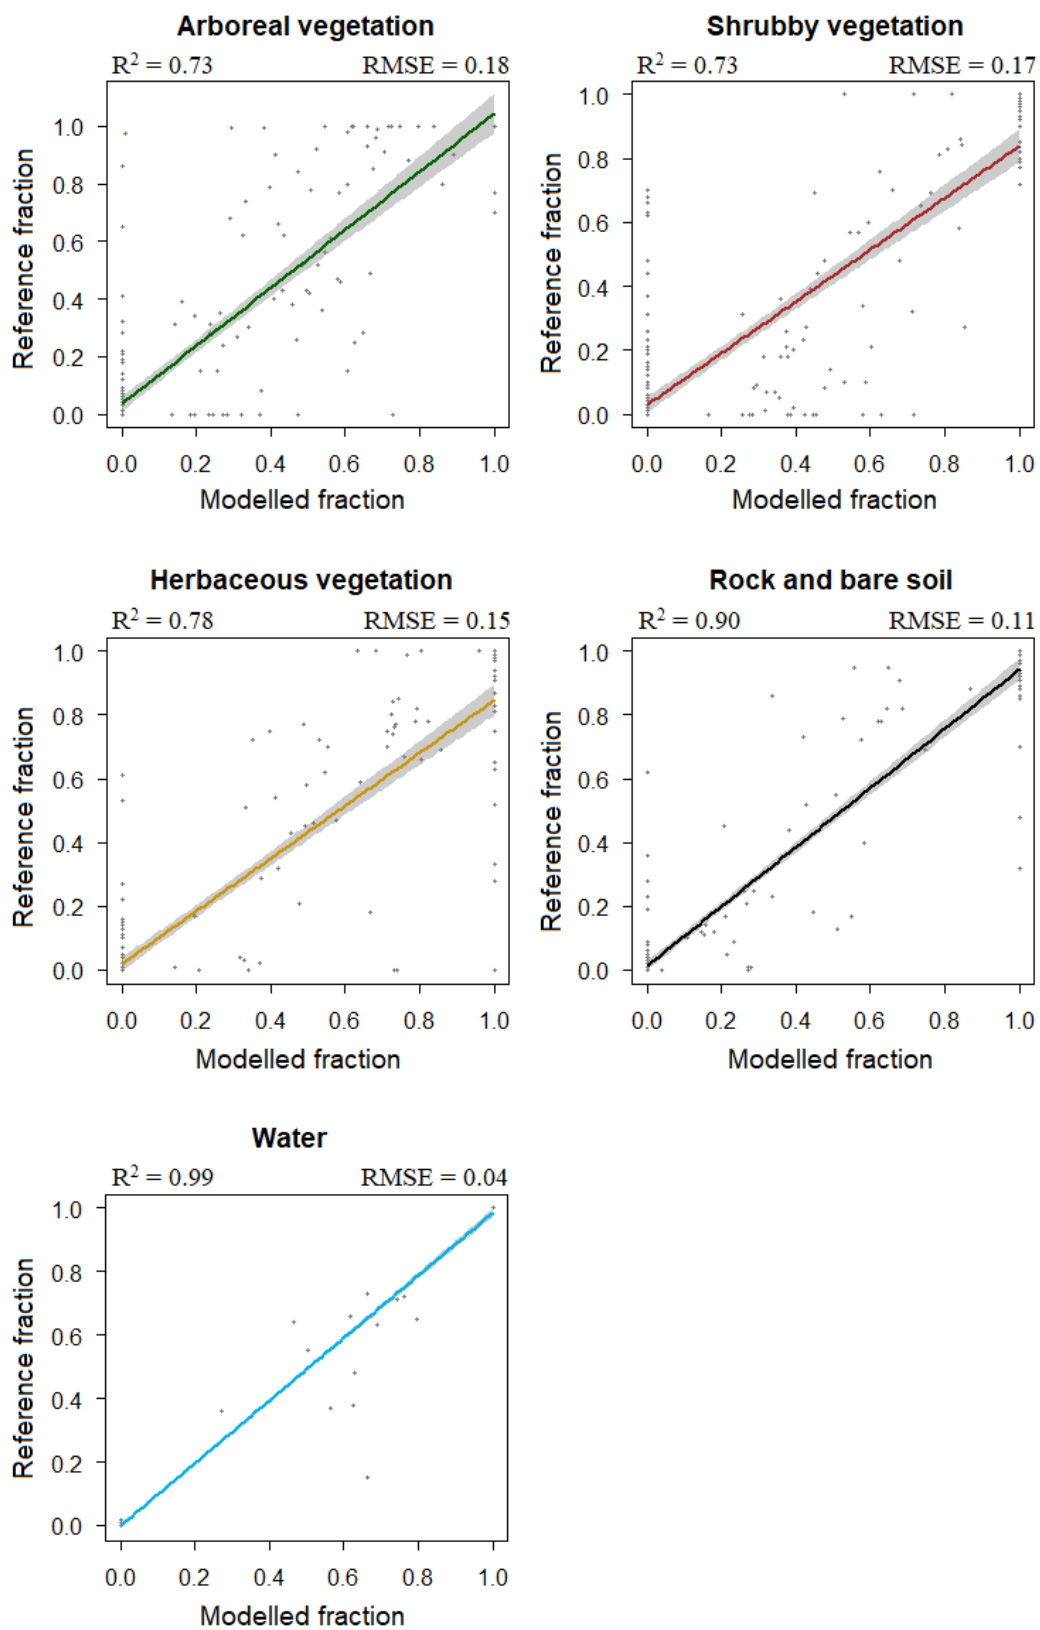 Arboreal vegetation
R² = 0.73 RMSE = 0.18
1.0
0.8
0.6
0.4
0.2
0.0
Reference fraction
0.0 0.2 0.4 0.6 0.8 1.0
Modelled fraction
Shrubby vegetation
R² = 0.73 RMSE = 0.17
1.0
0.8
0.6
0.4
0.2
0.0
Reference fraction
0.0 0.2 0.4 0.6 0.8 1.0
Modelled fraction
Herbaceous vegetation
R² = 0.78 RMSE = 0.15
1.0
0.8
0.6
0.4
0.2
0.0
Reference fraction
0.0 0.2 0.4 0.6 0.8 1.0
Modelled fraction
Rock and bare soil
R² = 0.90 RMSE = 0.11
1.0
0.8
0.6
0.4
0.2
0.0
Reference fraction
0.0 0.2 0.4 0.6 0.8 1.0
Modelled fraction
Water
R² = 0.99 RMSE = 0.04
1.0
0.8
0.6
0.4
0.2
0.0
Reference fraction
0.0 0.2 0.4 0.6 0.8 1.0
Modelled fraction